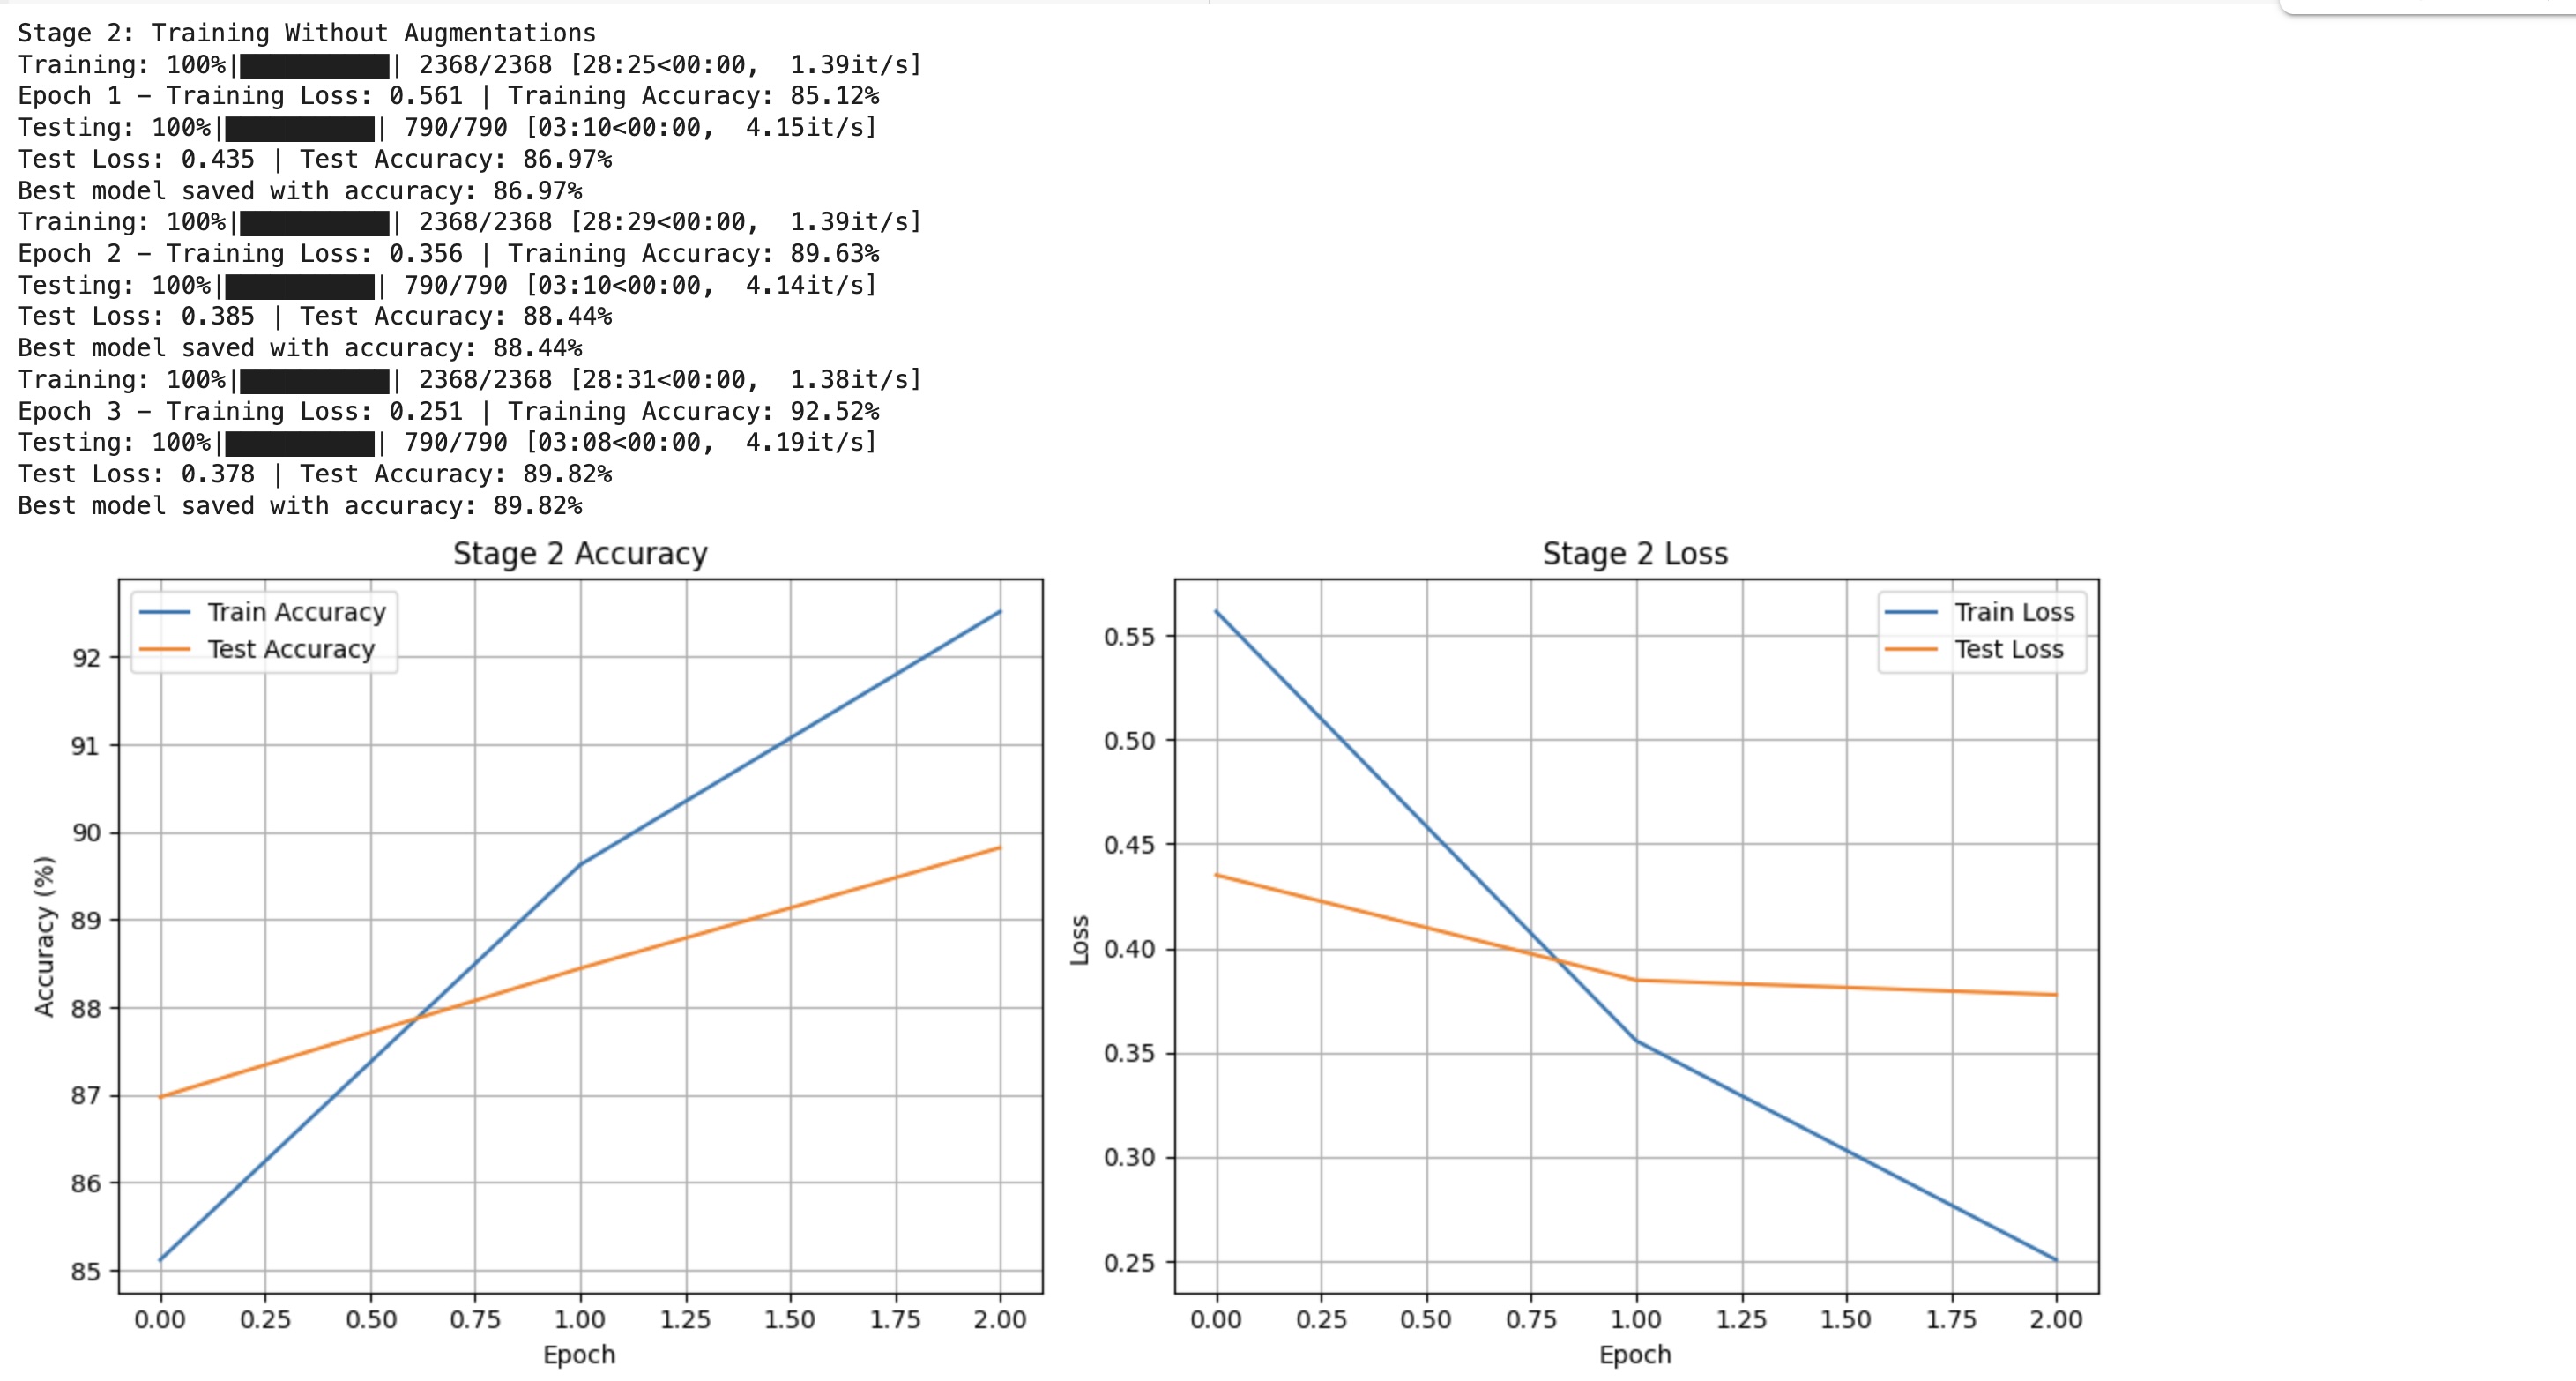 Stage 2: Training Without Augmentations
Training: 100%|██████████| 2368/2368 [28:25<00:00,  1.39it/s]
Epoch 1 – Training Loss: 0.561 | Training Accuracy: 85.12%
Testing: 100%|██████████| 790/790 [03:10<00:00,  4.15it/s]
Test Loss: 0.435 | Test Accuracy: 86.97%
Best model saved with accuracy: 86.97%
Training: 100%|██████████| 2368/2368 [28:29<00:00,  1.39it/s]
Epoch 2 – Training Loss: 0.356 | Training Accuracy: 89.63%
Testing: 100%|██████████| 790/790 [03:10<00:00,  4.14it/s]
Test Loss: 0.385 | Test Accuracy: 88.44%
Best model saved with accuracy: 88.44%
Training: 100%|██████████| 2368/2368 [28:31<00:00,  1.38it/s]
Epoch 3 – Training Loss: 0.251 | Training Accuracy: 92.52%
Testing: 100%|██████████| 790/790 [03:08<00:00,  4.19it/s]
Test Loss: 0.378 | Test Accuracy: 89.82%
Best model saved with accuracy: 89.82%
Stage 2 Accuracy
Train Accuracy
Test Accuracy
92
91
90
89
88
87
86
85
Accuracy (%)
0.00 0.25 0.50 0.75 1.00 1.25 1.50 1.75 2.00
Epoch
Stage 2 Loss
Train Loss
Test Loss
0.55
0.50
0.45
0.40
0.35
0.30
0.25
Loss
0.00 0.25 0.50 0.75 1.00 1.25 1.50 1.75 2.00
Epoch